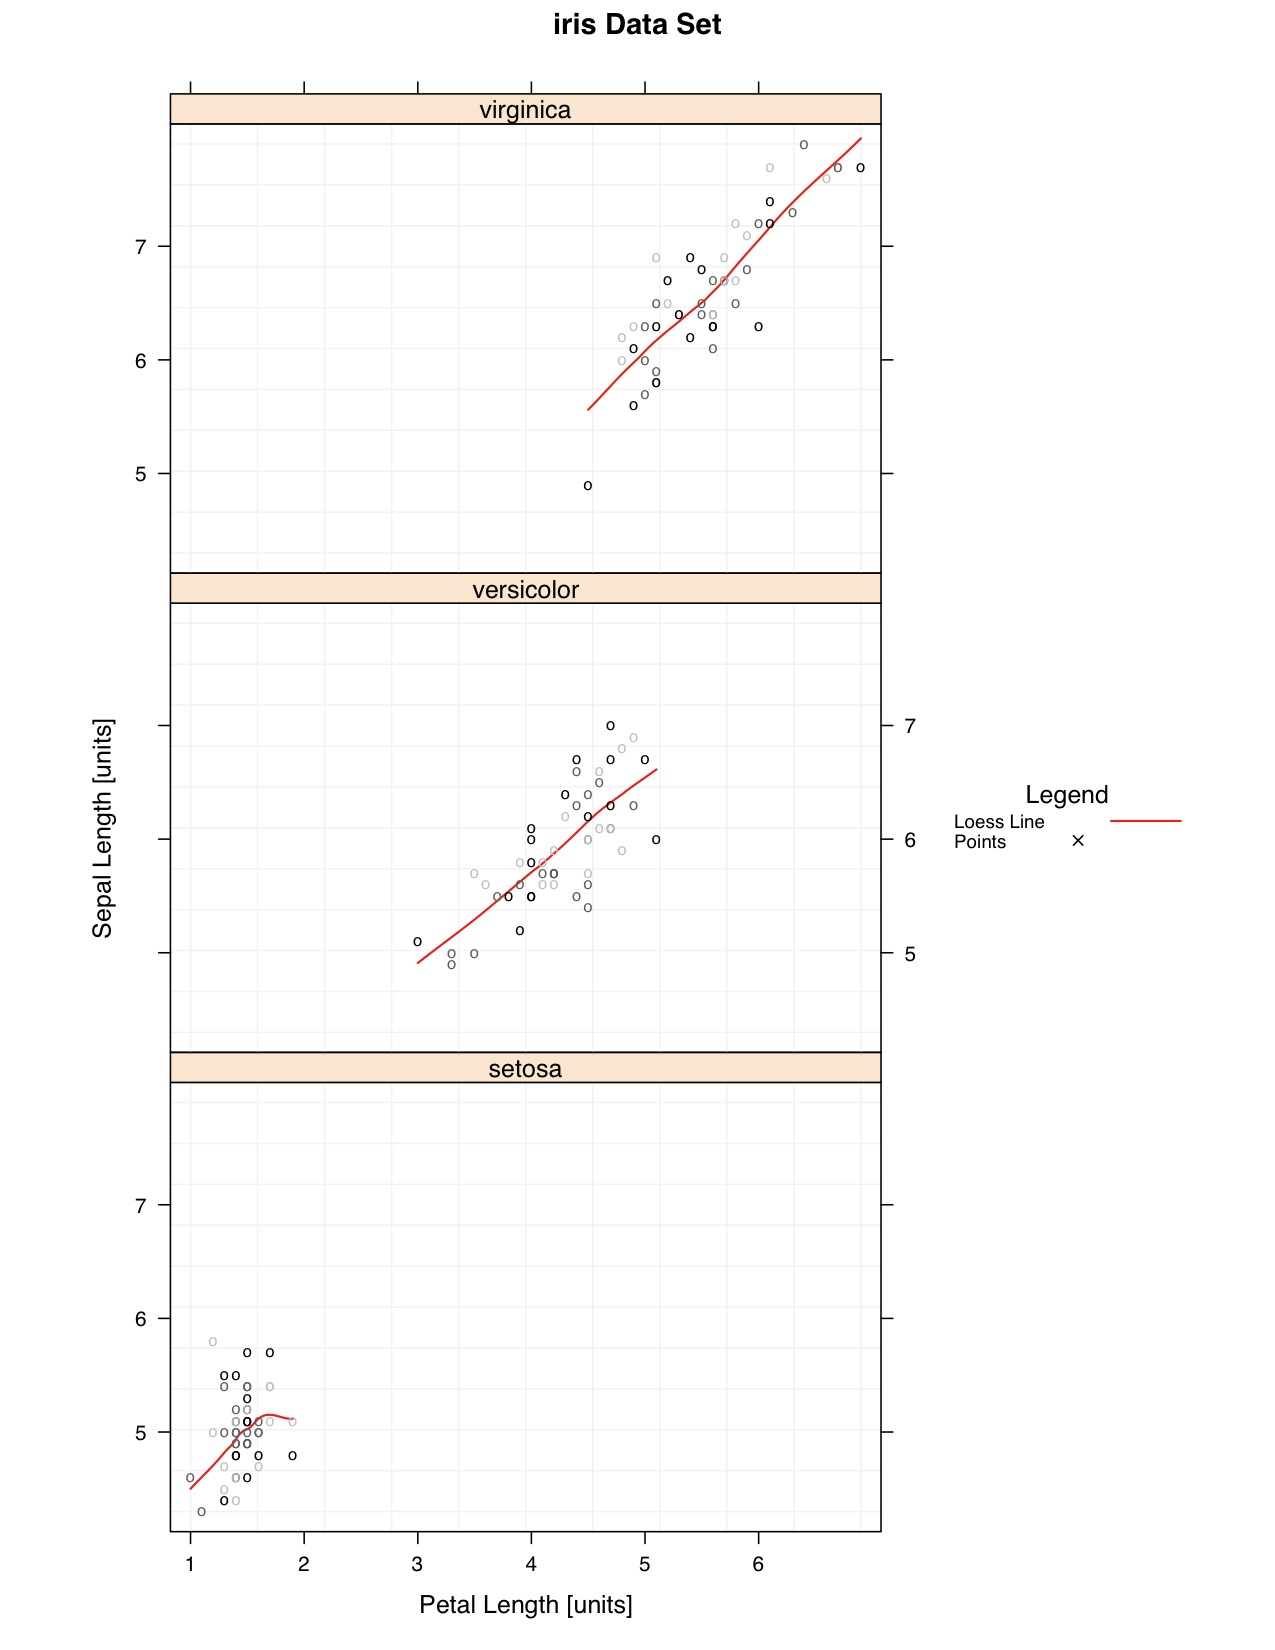 iris Data Set
virginica
7
6
5
versicolor
7
6
5
Sepal Length [units]
Legend
Loess Line
Points ×
setosa
7
6
5
1 2 3 4 5 6
Petal Length [units]